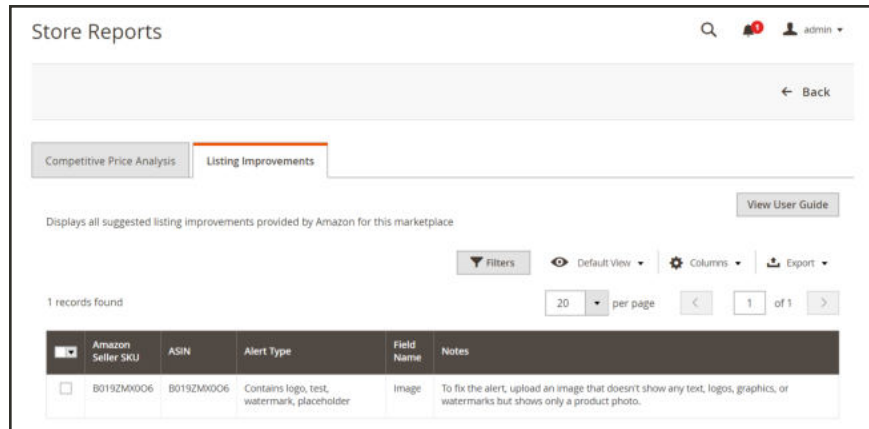 Store Reports
1
admin
← Back
Competitive Price Analysis
Listing Improvements
View User Guide
Displays all suggested listing improvements provided by Amazon for this marketplace
Filters
Default View
Columns
Export
1 records found
20
per page
<
1
of 1
>
Amazon
Seller SKU
ASIN
Alert Type
Field
Name
Notes
B019ZMX0O6
B019ZMX0O6
Contains logo, test,
watermark, placeholder
Image
To fix the alert, upload an image that doesn't show any text, logos, graphics, or
watermarks but shows only a product photo.